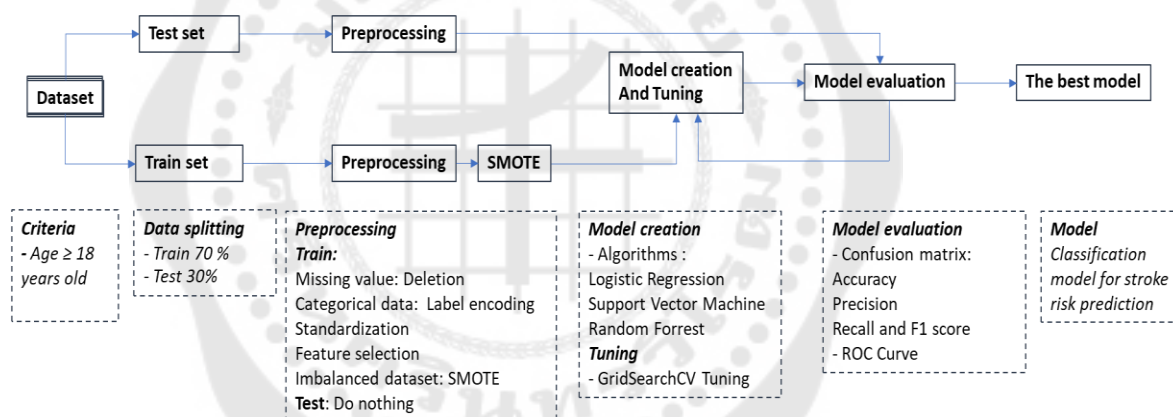 Test set
Preprocessing
Dataset
Model creation
And Tuning
Model evaluation
The best model
Train set
Preprocessing
SMOTE
Criteria
- Age ≥ 18
years old
Data splitting
- Train 70 %
- Test 30%
Preprocessing
Train:
Missing value: Deletion
Categorical data: Label encoding
Standardization
Feature selection
Imbalanced dataset: SMOTE
Test: Do nothing
Model creation
- Algorithms :
Logistic Regression
Support Vector Machine
Random Forrest
Tuning
- GridSearchCV Tuning
Model evaluation
- Confusion matrix:
Accuracy
Precision
Recall and F1 score
- ROC Curve
Model
Classification
model for stroke
risk prediction